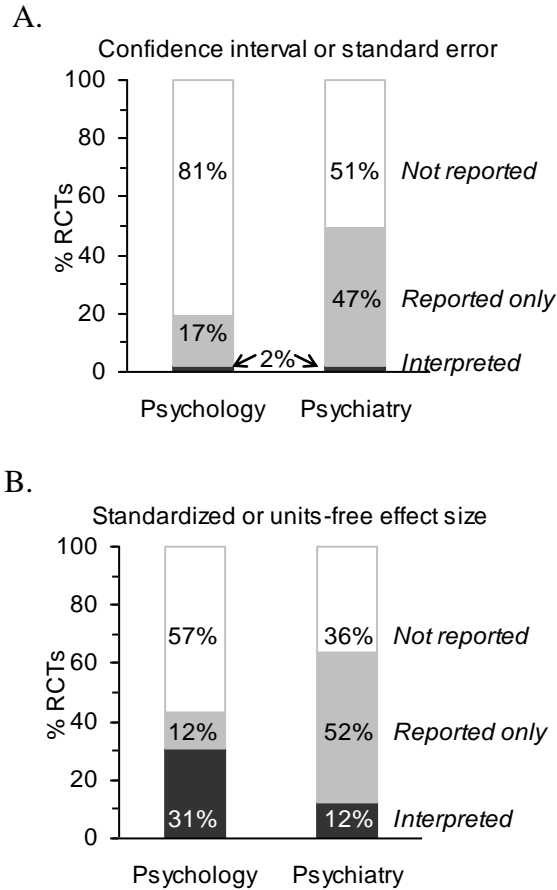 A.
Confidence interval or standard error
100
80
60
40
20
0
% RCTs
81%
51%
Not reported
17%
47%
Reported only
2%
Interpreted
Psychology Psychiatry
B.
Standardized or units-free effect size
100
80
60
40
20
0
% RCTs
57%
36%
Not reported
12%
52%
Reported only
31%
12%
Interpreted
Psychology Psychiatry